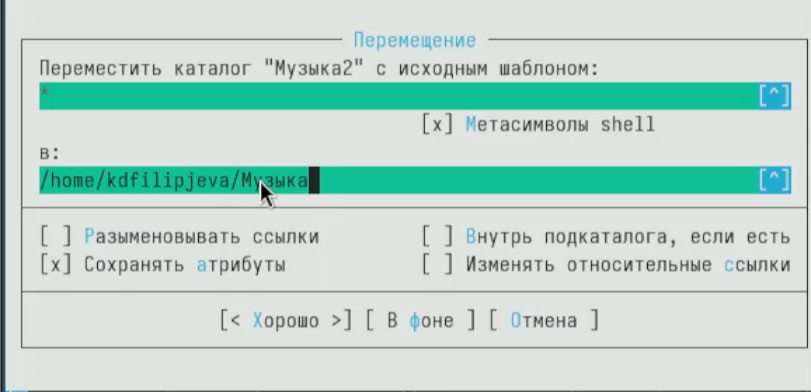 Перемещение
Переместить каталог "Музыка2" с исходным шаблоном:
* [^]
[x] Метасимволы shell
в:
/home/kdfilipjeva/Музыка [^]
[ ] Разыменовывать ссылки [ ] Внутрь подкаталога, если есть
[x] Сохранять атрибуты [ ] Изменять относительные ссылки
[< Хорошо >] [ В фоне ] [ Отмена ]